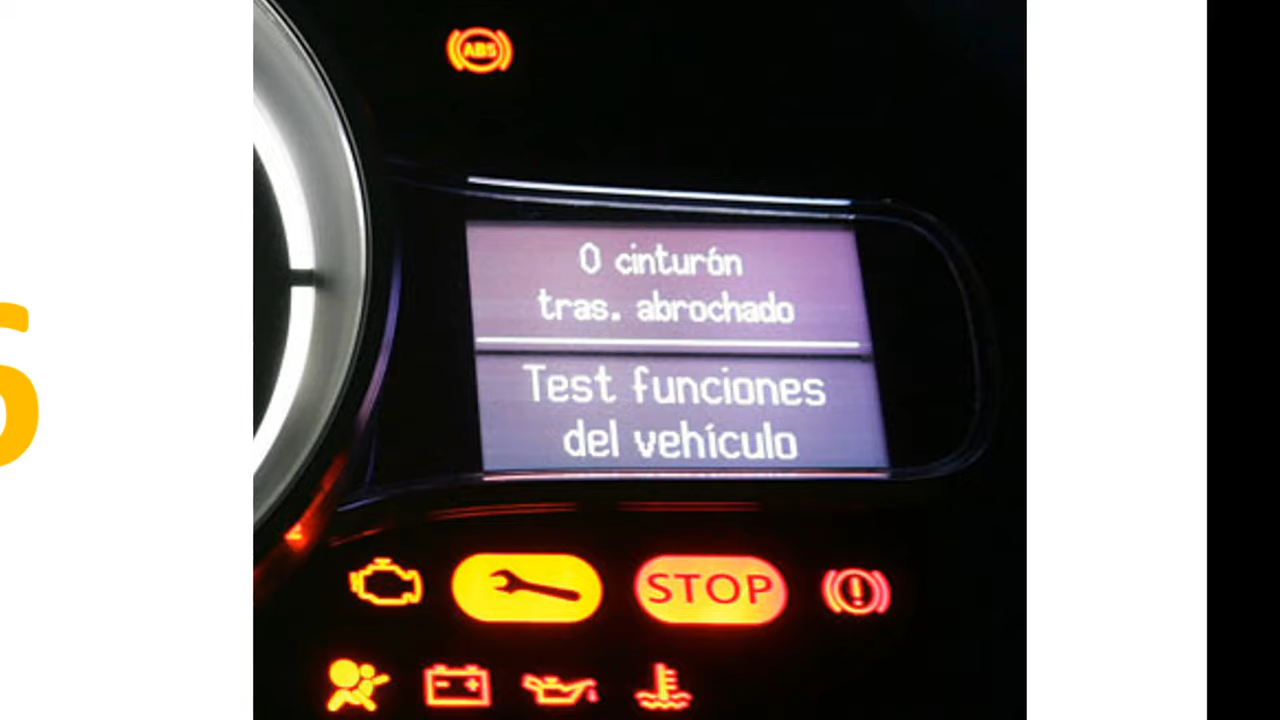 ABS
0 cinturón
tras. abrochado
Test funciones
del vehículo
STOP